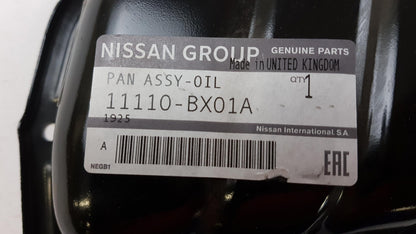 NISSAN GROUP GENUINE PARTS
Made in UNITED KINGDOM
PAN ASSY-OIL QTY 1
11110-BX01A
1925
Nissan International SA
A
NEGB1
EAC